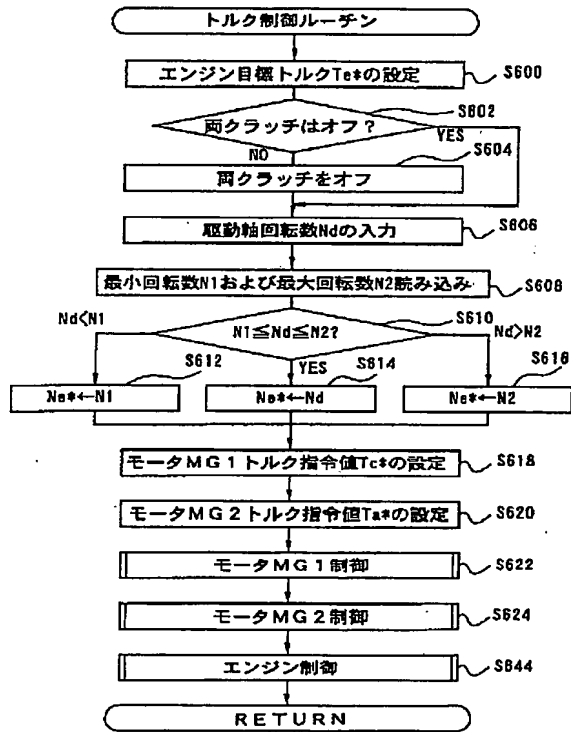 トルク制御ルーチン
エンジン目標トルクTe*の設定
S600
S602
両クラッチはオフ？
YES
NO
S604
両クラッチをオフ
駆動軸回転数Ndの入力
S606
最小回転数N1および最大回転数N2読み込み
S608
S610
Nd<N1
N1≦Nd≦N2?
Nd>N2
S612
YES
S614
S616
Ne*←N1
Ne*←Nd
Ne*←N2
モータMG1トルク指令値Tc*の設定
S618
モータMG2トルク指令値Ta*の設定
S620
モータMG1制御
S622
モータMG2制御
S624
エンジン制御
S644
RETURN